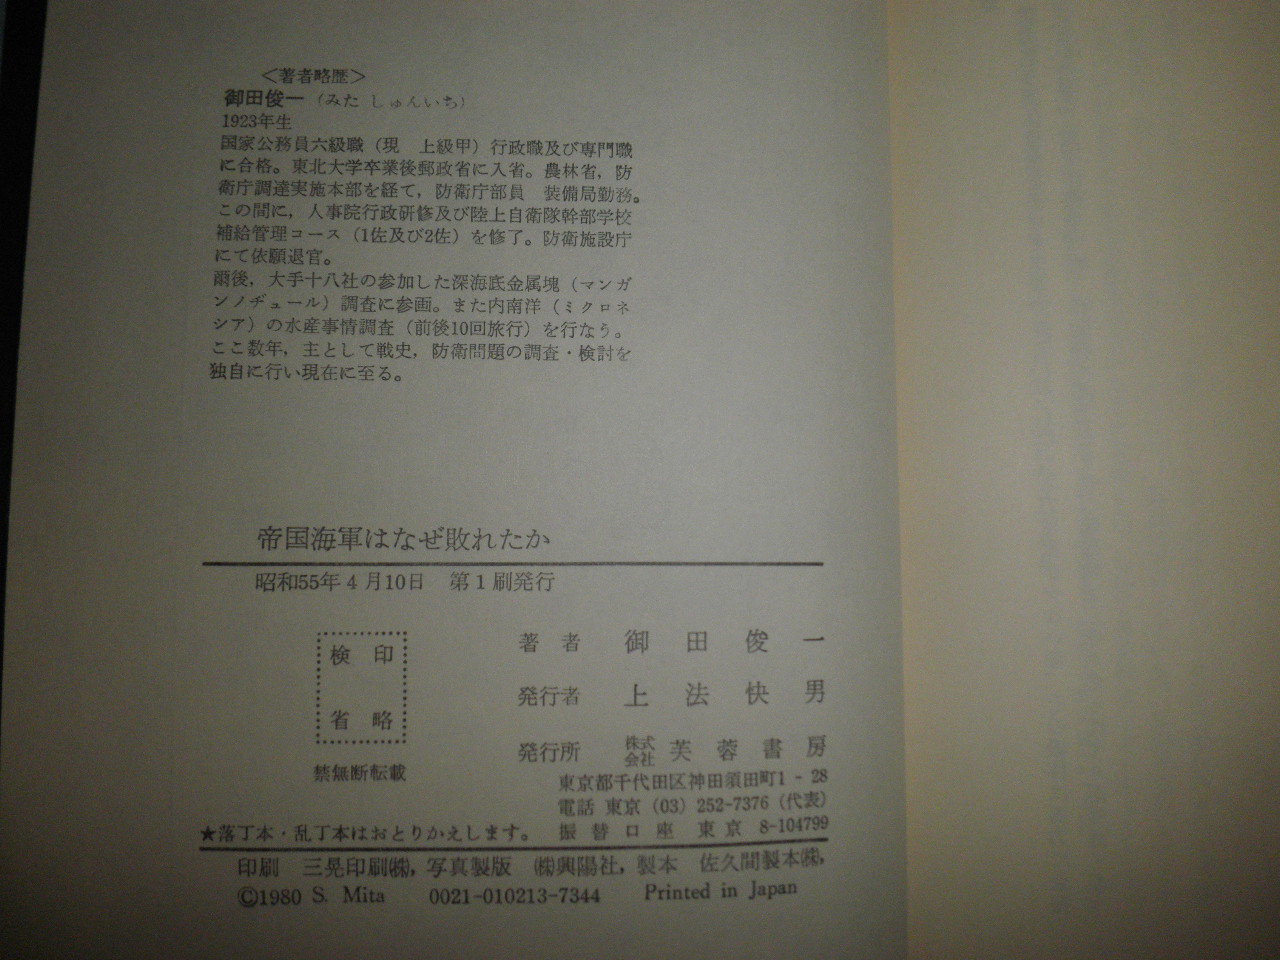 ＜著者略歴＞
御田俊一（みた しゅんいち）
1923年生
国家公務員六級職（現　上級甲）行政職及び専門職
に合格。東北大学卒業後郵政省に入省。農林省，防
衛庁調達実施本部を経て，防衛庁部員　装備局勤務。
この間に，人事院行政研修及び陸上自衛隊幹部学校
補給管理コース（1佐及び2佐）を修了。防衛施設庁
にて依願退官。
爾後，大手十八社の参加した深海底金属塊（マンガ
ンノヂュール）調査に参画。また内南洋（ミクロネ
シア）の水産事情調査（前後10回旅行）を行なう。
ここ数年，主として戦史，防衛問題の調査・検討を
独自に行い現在に至る。
帝国海軍はなぜ敗れたか
昭和55年4月10日　第1刷発行
検印
省略
禁無断転載
著者　御田俊一
発行者　上法快男
発行所　株式会社 芙蓉書房
東京都千代田区神田須田町1-28
電話 東京（03）252-7376（代表）
振替口座　東京　8-104799
★落丁本・乱丁本はおとりかえします。
印刷　三晃印刷㈱，写真製版　㈱興陽社，製本　佐久間製本㈱，
©1980 S. Mita　0021-010213-7344　Printed in Japan